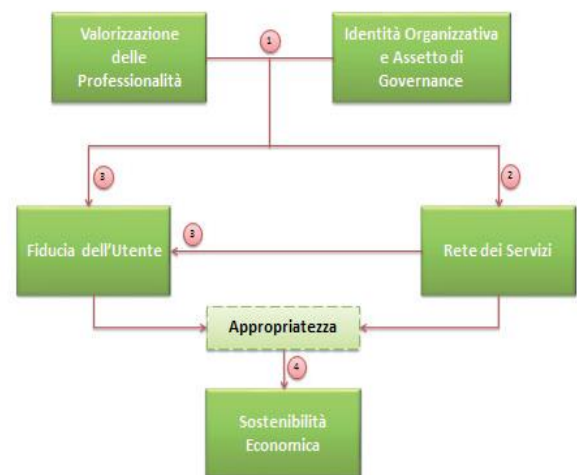 Valorizzazione
delle
Professionalità
1
Identità Organizzativa
e Assetto di
Governance
3
2
Fiducia dell'Utente
3
Rete dei Servizi
Appropriatezza
4
Sostenibilità
Economica